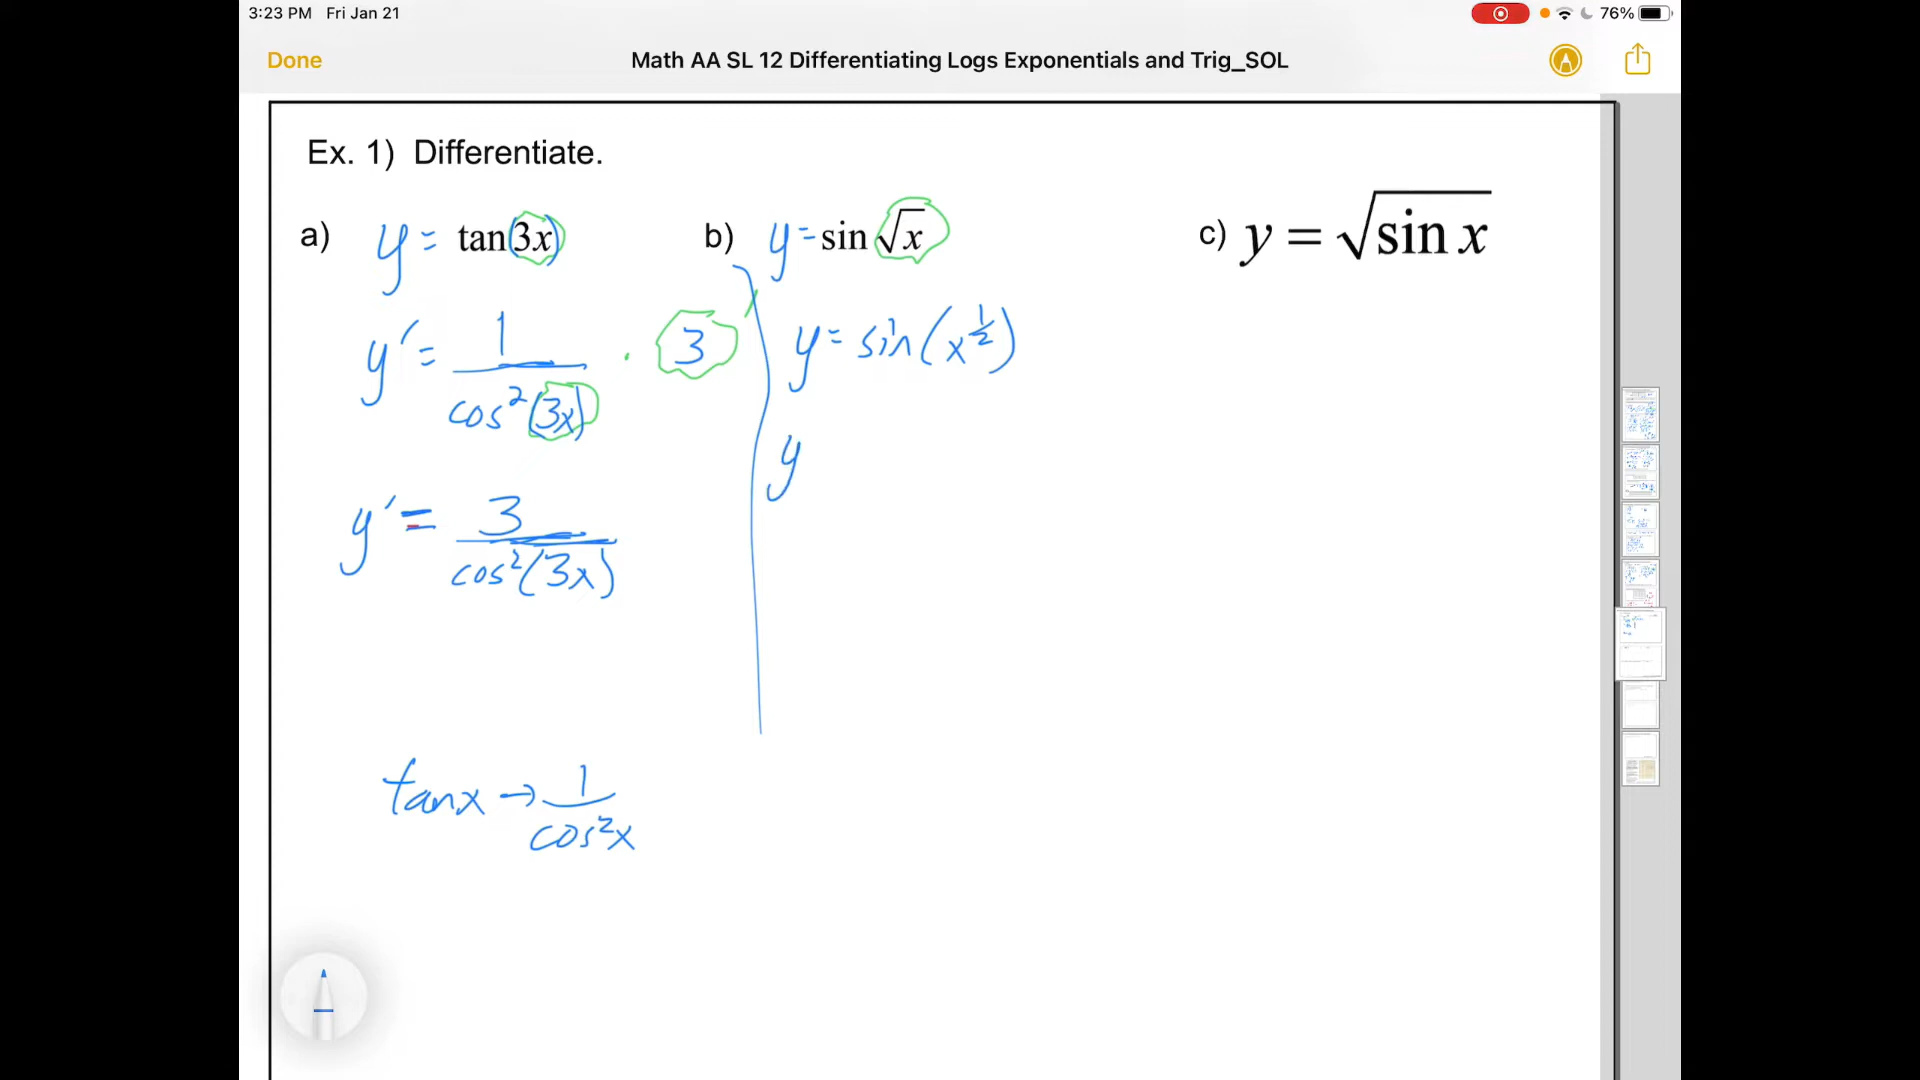 3:23 PM Fri Jan 21 76%
Done Math AA SL 12 Differentiating Logs Exponentials and Trig_SOL
Ex. 1) Differentiate.
a) y = tan(3x)
y' = 1/cos²(3x) · 3
y' = 3/cos²(3x)
tanx → 1/cos²x
b) y = sin √x
y = sin(x^(1/2))
y
c) y = √(sin x)